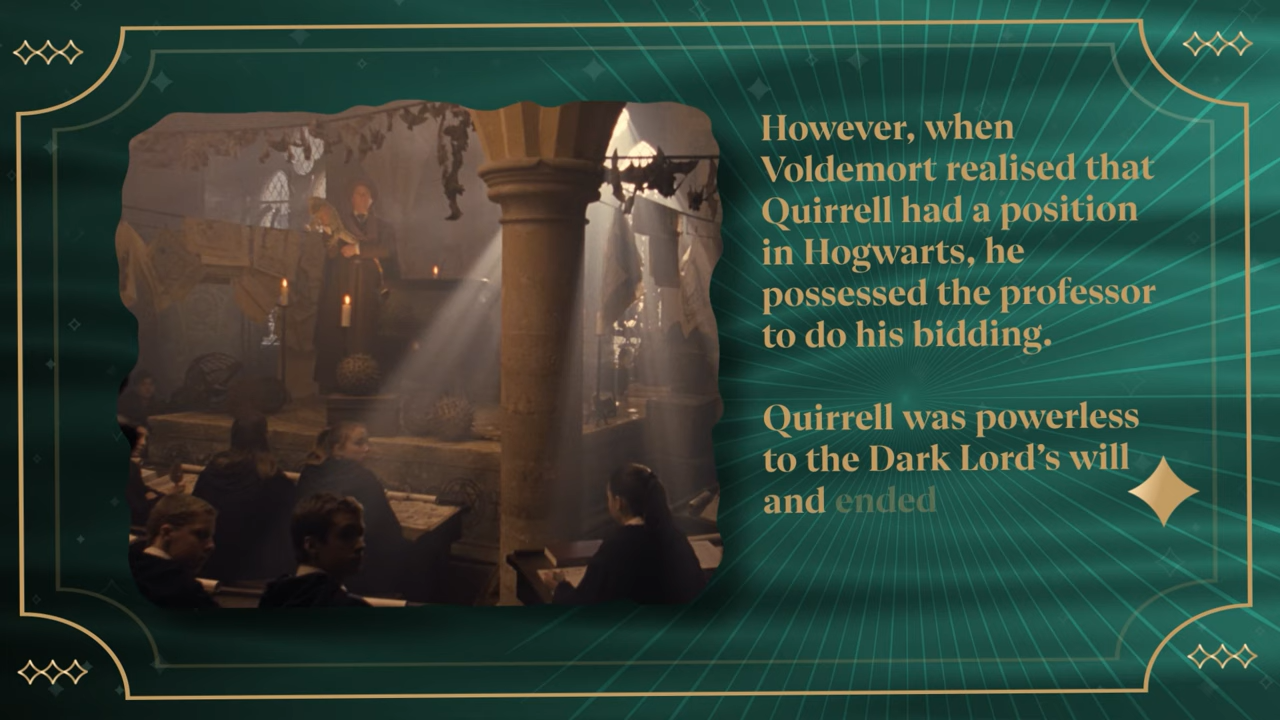 However, when
Voldemort realised that
Quirrell had a position
in Hogwarts, he
possessed the professor
to do his bidding.
Quirrell was powerless
to the Dark Lord’s will
and ended